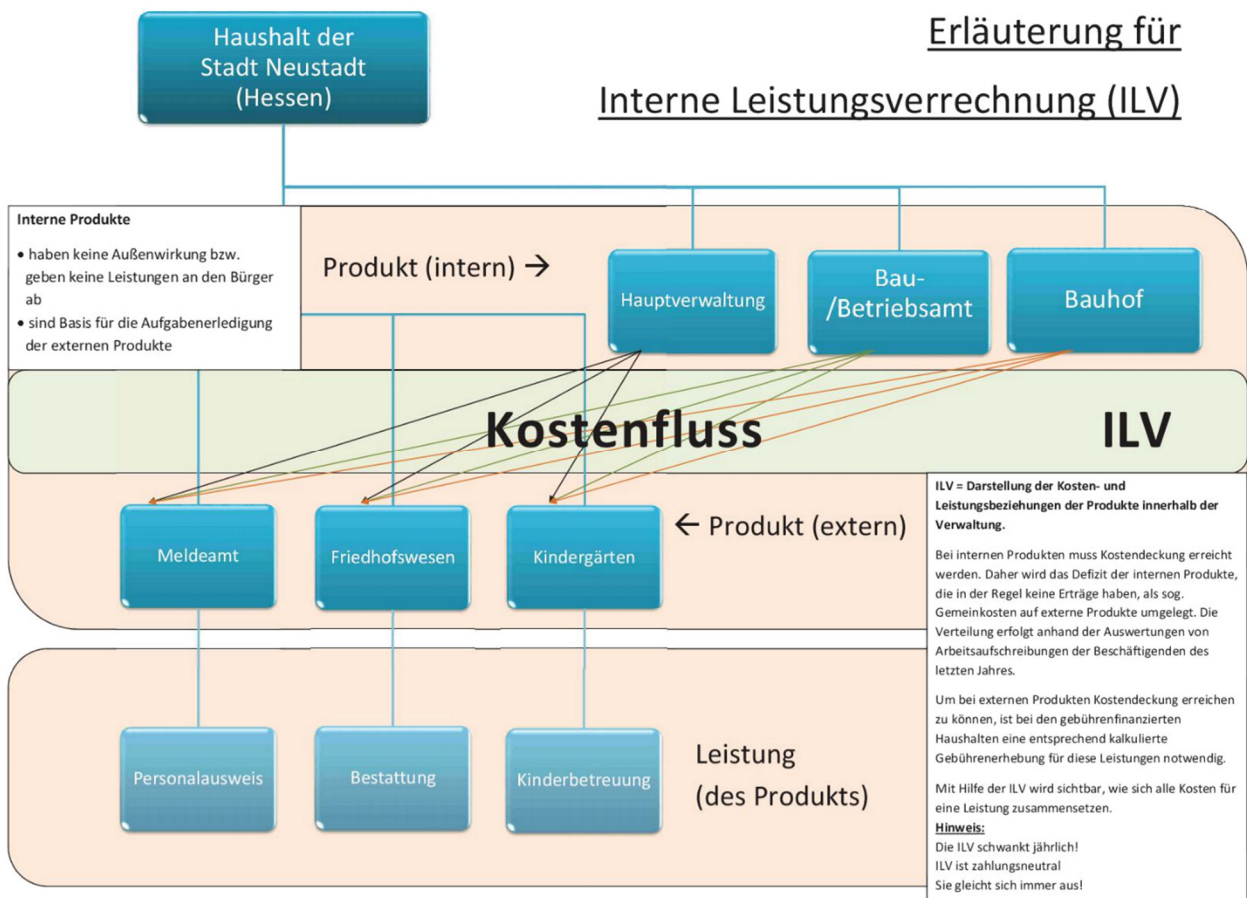 Haushalt der
Stadt Neustadt
(Hessen)
Erläuterung für
Interne Leistungsverrechnung (ILV)
Interne Produkte
• haben keine Außenwirkung bzw.
geben keine Leistungen an den Bürger
ab
• sind Basis für die Aufgabenerledigung
der externen Produkte
Produkt (intern) →
Hauptverwaltung
Bau-
/Betriebsamt
Bauhof
Kostenfluss
ILV
Meldeamt
Friedhofswesen
Kindergärten
← Produkt (extern)
Personalausweis
Bestattung
Kinderbetreuung
Leistung
(des Produkts)
ILV = Darstellung der Kosten- und
Leistungsbeziehungen der Produkte innerhalb der
Verwaltung.
Bei internen Produkten muss Kostendeckung erreicht
werden. Daher wird das Defizit der internen Produkte,
die in der Regel keine Erträge haben, als sog.
Gemeinkosten auf externe Produkte umgelegt. Die
Verteilung erfolgt anhand der Auswertungen von
Arbeitsaufschreibungen der Beschäftigenden des
letzten Jahres.
Um bei externen Produkten Kostendeckung erreichen
zu können, ist bei den gebührenfinanzierten
Haushalten eine entsprechend kalkulierte
Gebührenerhebung für diese Leistungen notwendig.
Mit Hilfe der ILV wird sichtbar, wie sich alle Kosten für
eine Leistung zusammensetzen.
Hinweis:
Die ILV schwankt jährlich!
ILV ist zahlungsneutral
Sie gleicht sich immer aus!